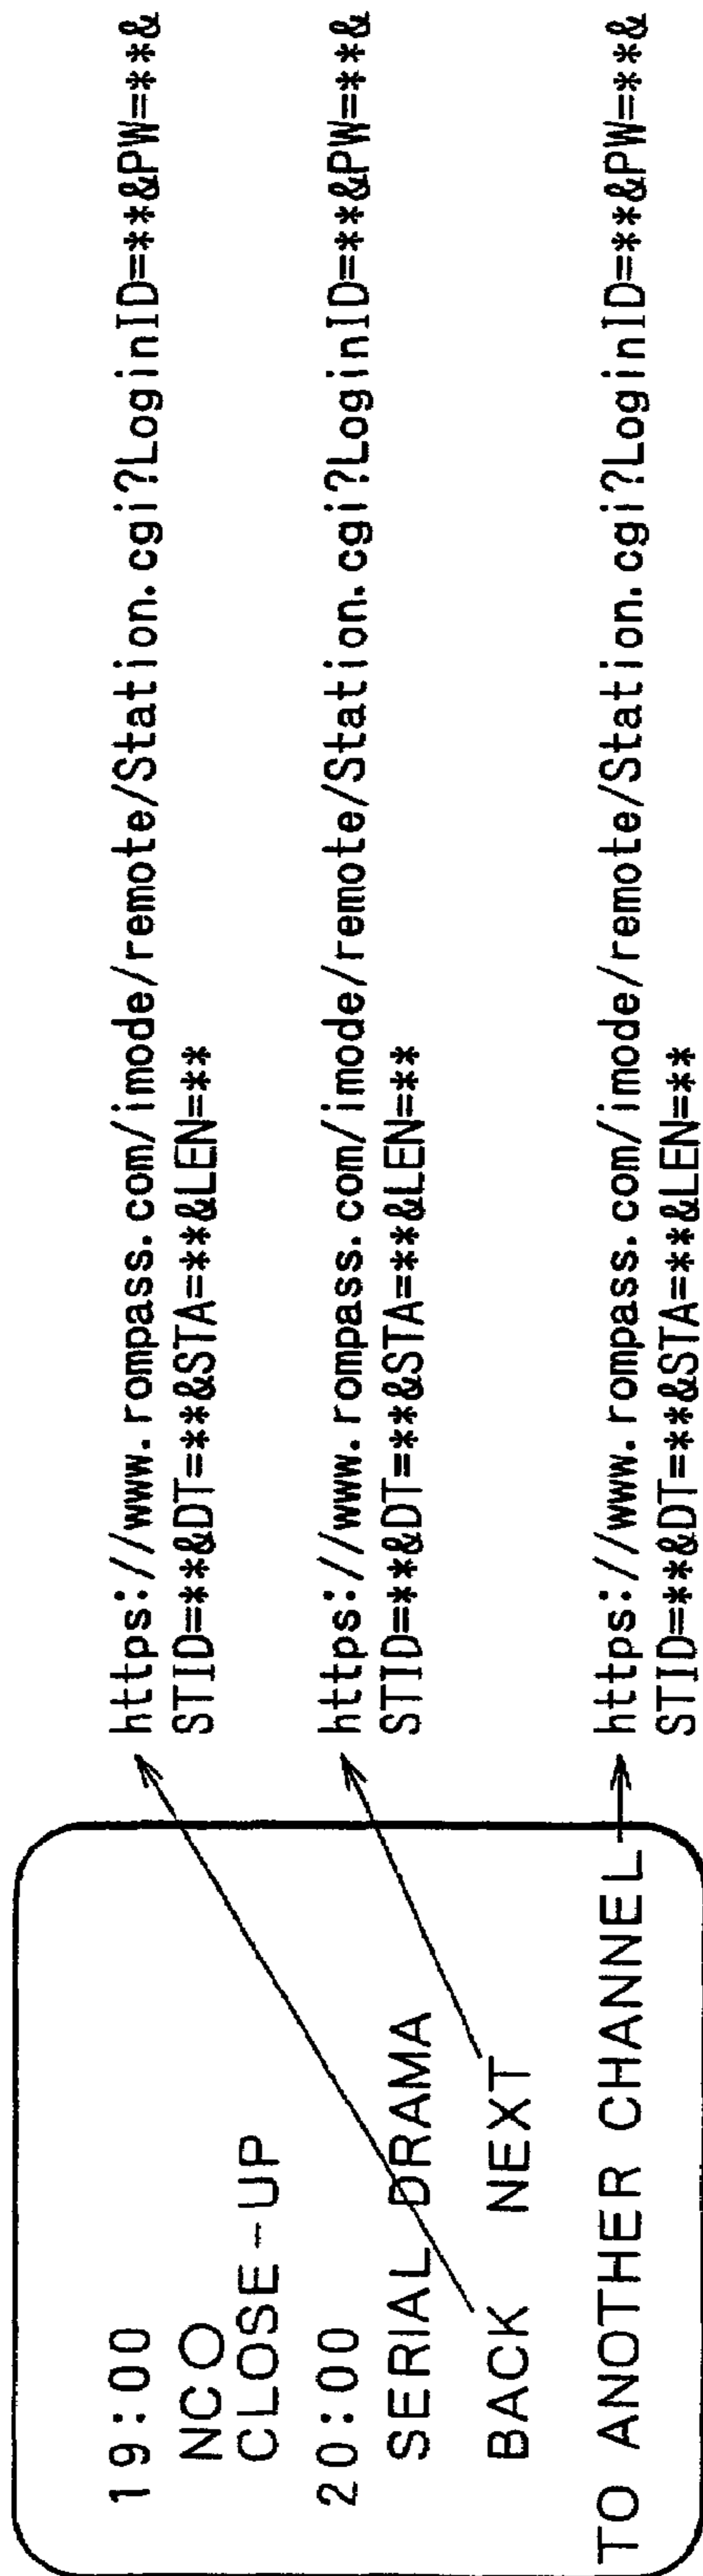 19:00
NC○
CLOSE-UP
20:00
SERIAL DRAMA
BACK NEXT
TO ANOTHER CHANNEL
https://www.rompass.com/imode/remote/Station.cgi?LoginID=**&PW=**&
STID=**&DT=**&STA=**&LEN=**
https://www.rompass.com/imode/remote/Station.cgi?LoginID=**&PW=**&
STID=**&DT=**&STA=**&LEN=**
https://www.rompass.com/imode/remote/Station.cgi?LoginID=**&PW=**&
STID=**&DT=**&STA=**&LEN=**